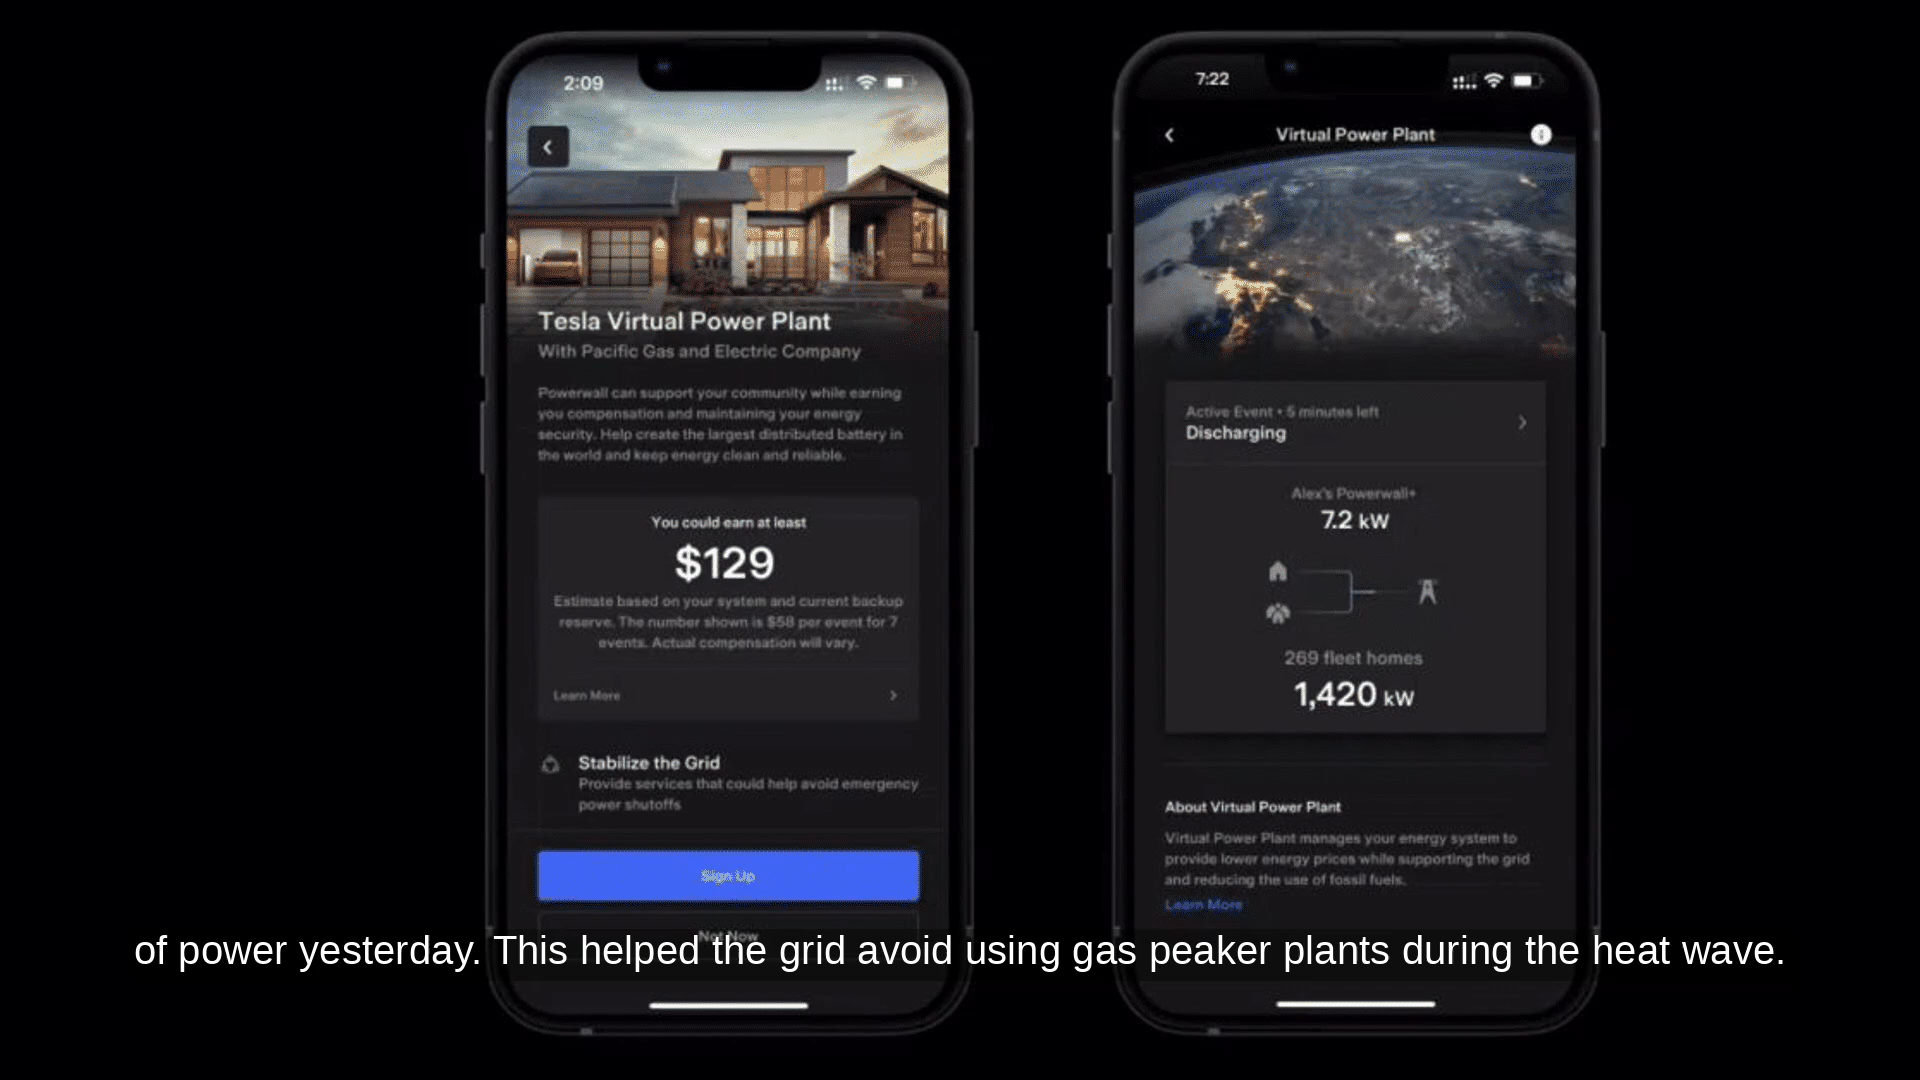 2:09
Tesla Virtual Power Plant
With Pacific Gas and Electric Company
Powerwall can support your community while earning
you compensation and maintaining your energy
security. Help create the largest distributed battery in
the world and keep energy clean and reliable.
You could earn at least
$129
Estimate based on your system and current backup
reserve. The number shown is $58 per event for 7
events. Actual compensation will vary.
Learn More
Stabilize the Grid
Provide services that could help avoid emergency
power shutoffs
Sign Up
Not Now
7:22
Virtual Power Plant
Active Event • 5 minutes left
Discharging
Alex's Powerwall+
7.2 kW
269 fleet homes
1,420 kW
About Virtual Power Plant
Virtual Power Plant manages your energy system to
provide lower energy prices while supporting the grid
and reducing the use of fossil fuels.
Learn More
of power yesterday. This helped the grid avoid using gas peaker plants during the heat wave.